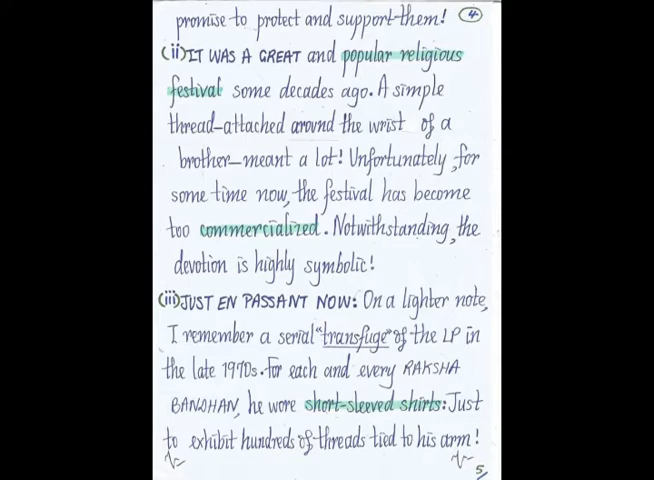 promise to protect and support them! 4
(ii) IT WAS A GREAT and popular religious
festival some decades ago. A simple
thread-attached around the wrist of a
brother-meant a lot! Unfortunately, for
some time now, the festival has become
too commercialized. Notwithstanding, the
devotion is highly symbolic!
(iii) JUST EN PASSANT NOW: On a lighter note,
I remember a serial "transfuge" of the LP in
the late 1970s. For each and every RAKSHA
BANDHAN, he wore short-sleeved shirts: Just
to exhibit hundreds of threads tied to his arm!
5/